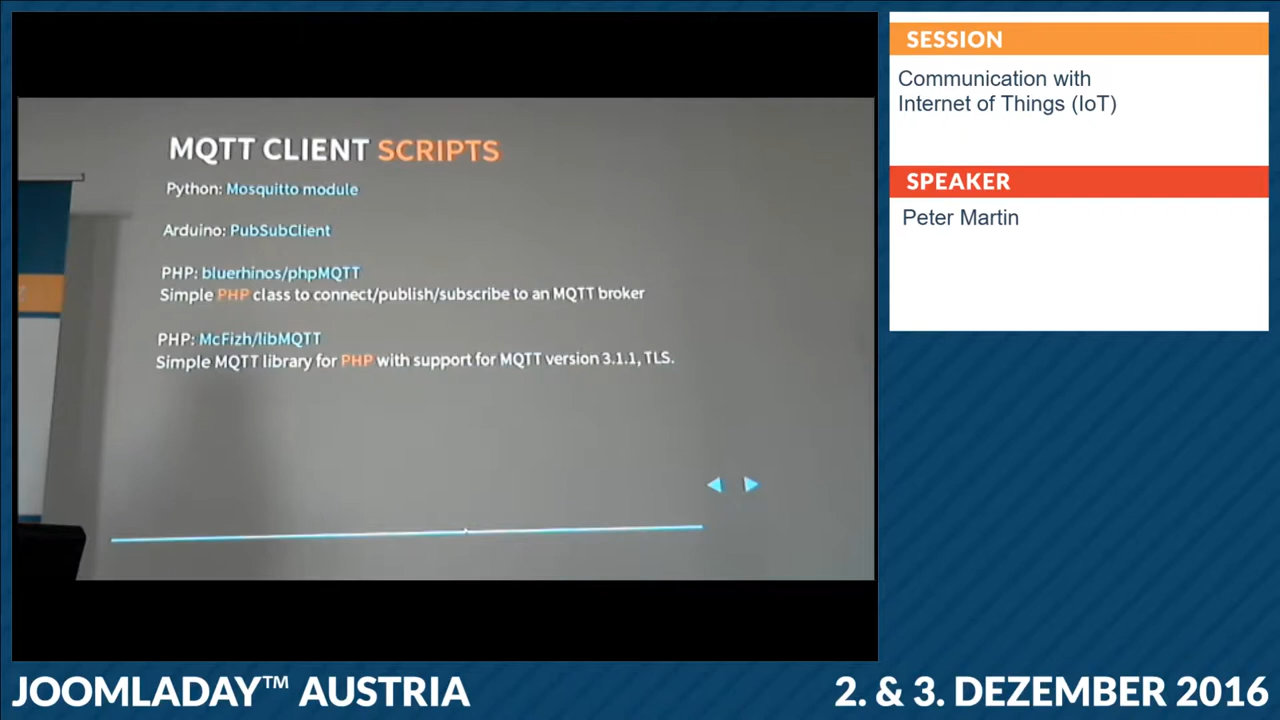 MQTT CLIENT SCRIPTS
Python: Mosquitto module
Arduino: PubSubClient
PHP: bluerhinos/phpMQTT
Simple PHP class to connect/publish/subscribe to an MQTT broker
PHP: McFizh/libMQTT
Simple MQTT library for PHP with support for MQTT version 3.1.1, TLS.
SESSION
Communication with
Internet of Things (IoT)
SPEAKER
Peter Martin
JOOMLADAY™ AUSTRIA
2. & 3. DEZEMBER 2016